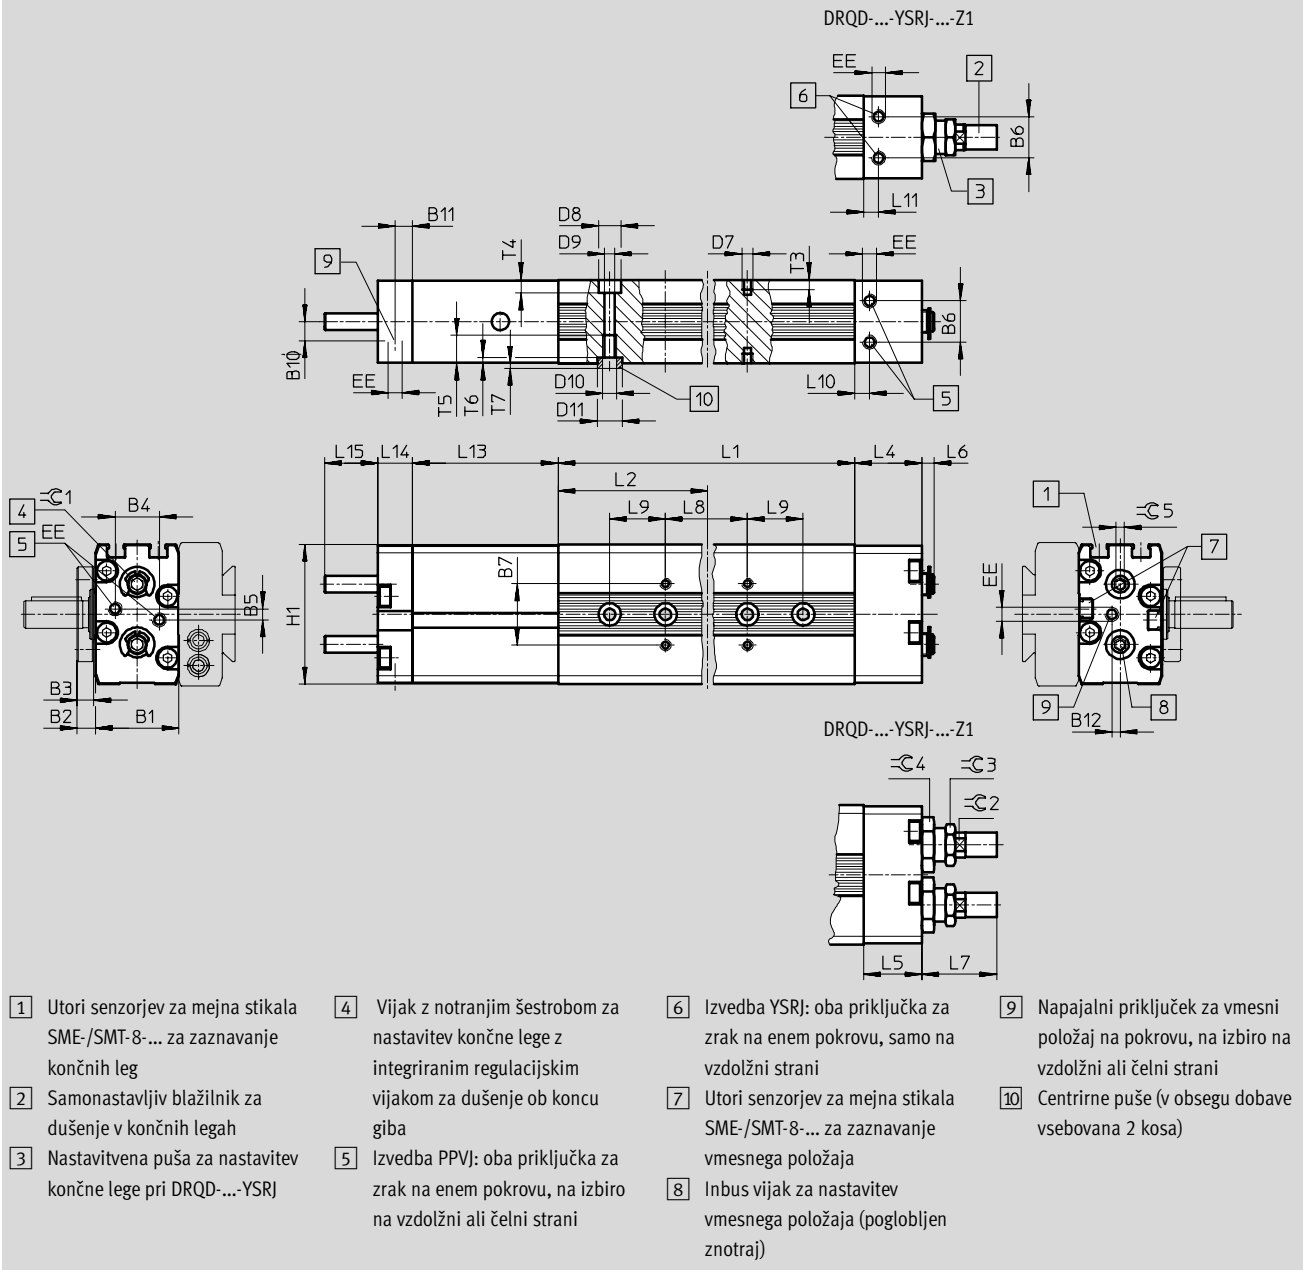 DRQD-...-YSRJ-...-Z1
EE
2
6
B6
3
L11
B11
D8
D9
T4
D7
T3
EE
9
B6
B10
EE
T5
T6
T7
D10
D11
10
L10
5
L15
L14
L13
L1
L4
L6
L2
L9
L8
L9
B7
H1
4
1
B4
5
EE
B5
B3
B2
B1
1
5
7
EE
9
8
B12
DRQD-...-YSRJ-...-Z1
4
3
2
L5
L7
1 Utori senzorjev za mejna stikala
SME-/SMT-8-... za zaznavanje
končnih leg
2 Samonastavljiv blažilnik za
dušenje v končnih legah
3 Nastavitvena puša za nastavitev
končne lege pri DRQD-...-YSRJ
4 Vijak z notranjim šestrobom za
nastavitev končne lege z
integriranim regulacijskim
vijakom za dušenje ob koncu
giba
5 Izvedba PPVJ: oba priključka za
zrak na enem pokrovu, na izbiro
na vzdolžni ali čelni strani
6 Izvedba YSRJ: oba priključka za
zrak na enem pokrovu, samo na
vzdolžni strani
7 Utori senzorjev za mejna stikala
SME-/SMT-8-... za zaznavanje
vmesnega položaja
8 Inbus vijak za nastavitev
vmesnega položaja (poglobljen
znotraj)
9 Napajalni priključek za vmesni
položaj na pokrovu, na izbiro na
vzdolžni ali čelni strani
10 Centrirne puše (v obsegu dobave
vsebovana 2 kosa)